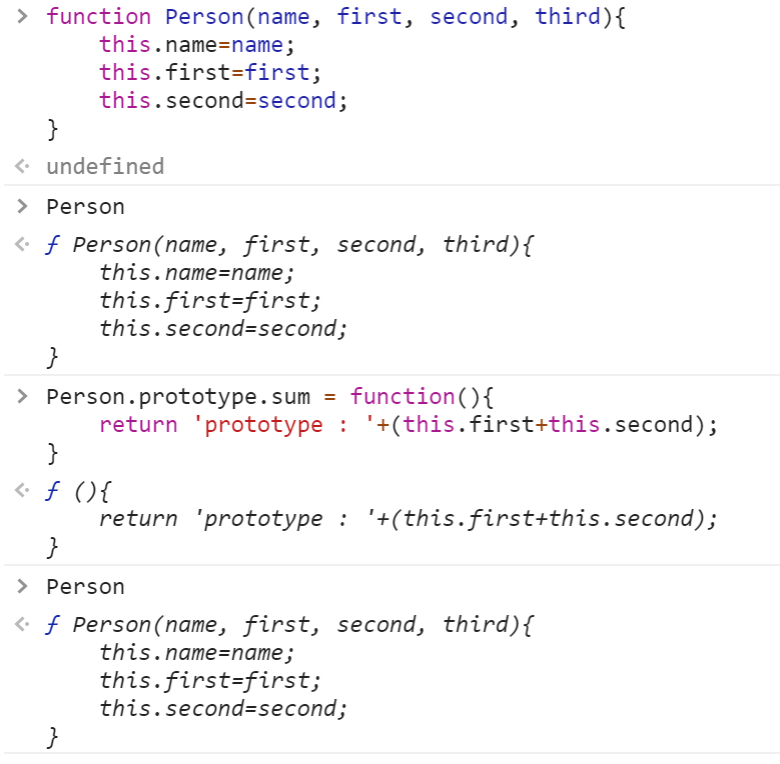 > function Person(name, first, second, third){
    this.name=name;
    this.first=first;
    this.second=second;
}
<· undefined
> Person
<· ƒ Person(name, first, second, third){
    this.name=name;
    this.first=first;
    this.second=second;
}
> Person.prototype.sum = function(){
    return 'prototype : '+(this.first+this.second);
}
<· ƒ (){
    return 'prototype : '+(this.first+this.second);
}
> Person
<· ƒ Person(name, first, second, third){
    this.name=name;
    this.first=first;
    this.second=second;
}